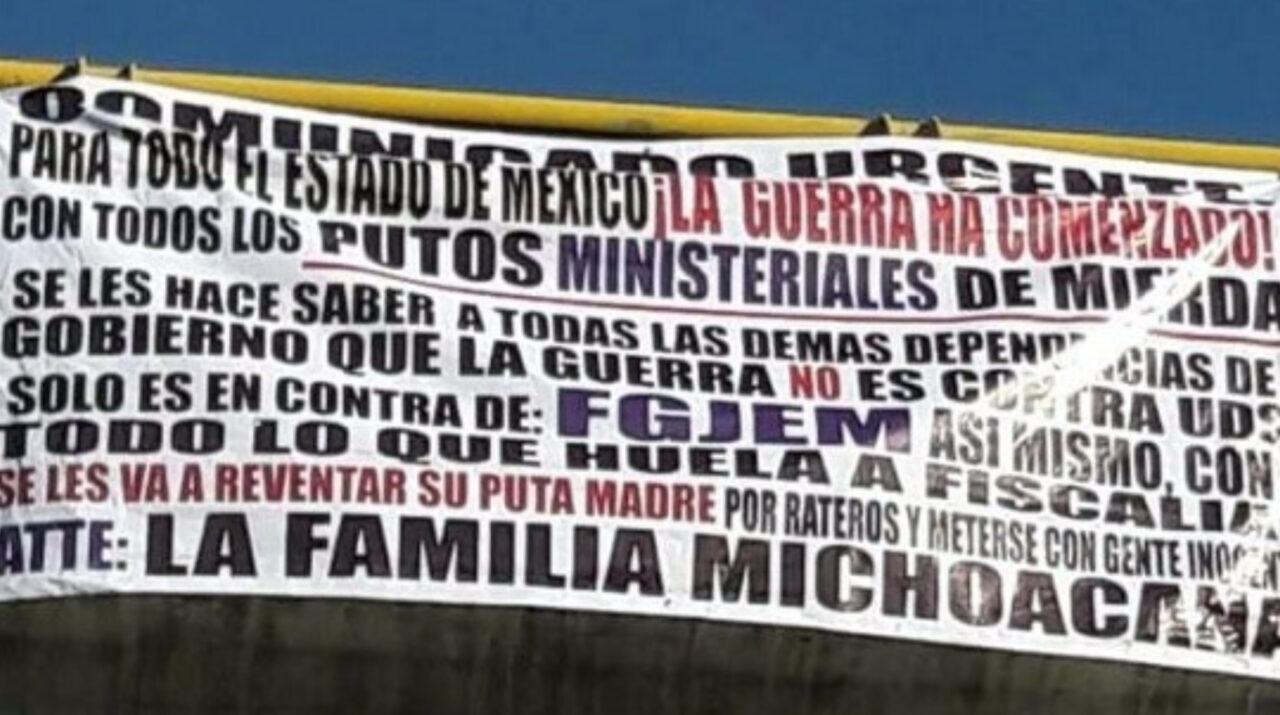 COMUNICADO URGENTE
PARA TODO EL ESTADO DE MEXICO ¡LA GUERRA HA COMENZADO!
CON TODOS LOS PUTOS MINISTERIALES DE MIERDA
SE LES HACE SABER A TODAS LAS DEMAS DEPENDENCIAS DE
GOBIERNO QUE LA GUERRA NO ES CONTRA UDS
SOLO ES EN CONTRA DE: FGJEM ASI MISMO, CON
TODO LO QUE HUELA A FISCALIA
SE LES VA A REVENTAR SU PUTA MADRE POR RATEROS Y METERSE CON GENTE INOCEN
ATTE: LA FAMILIA MICHOACANA